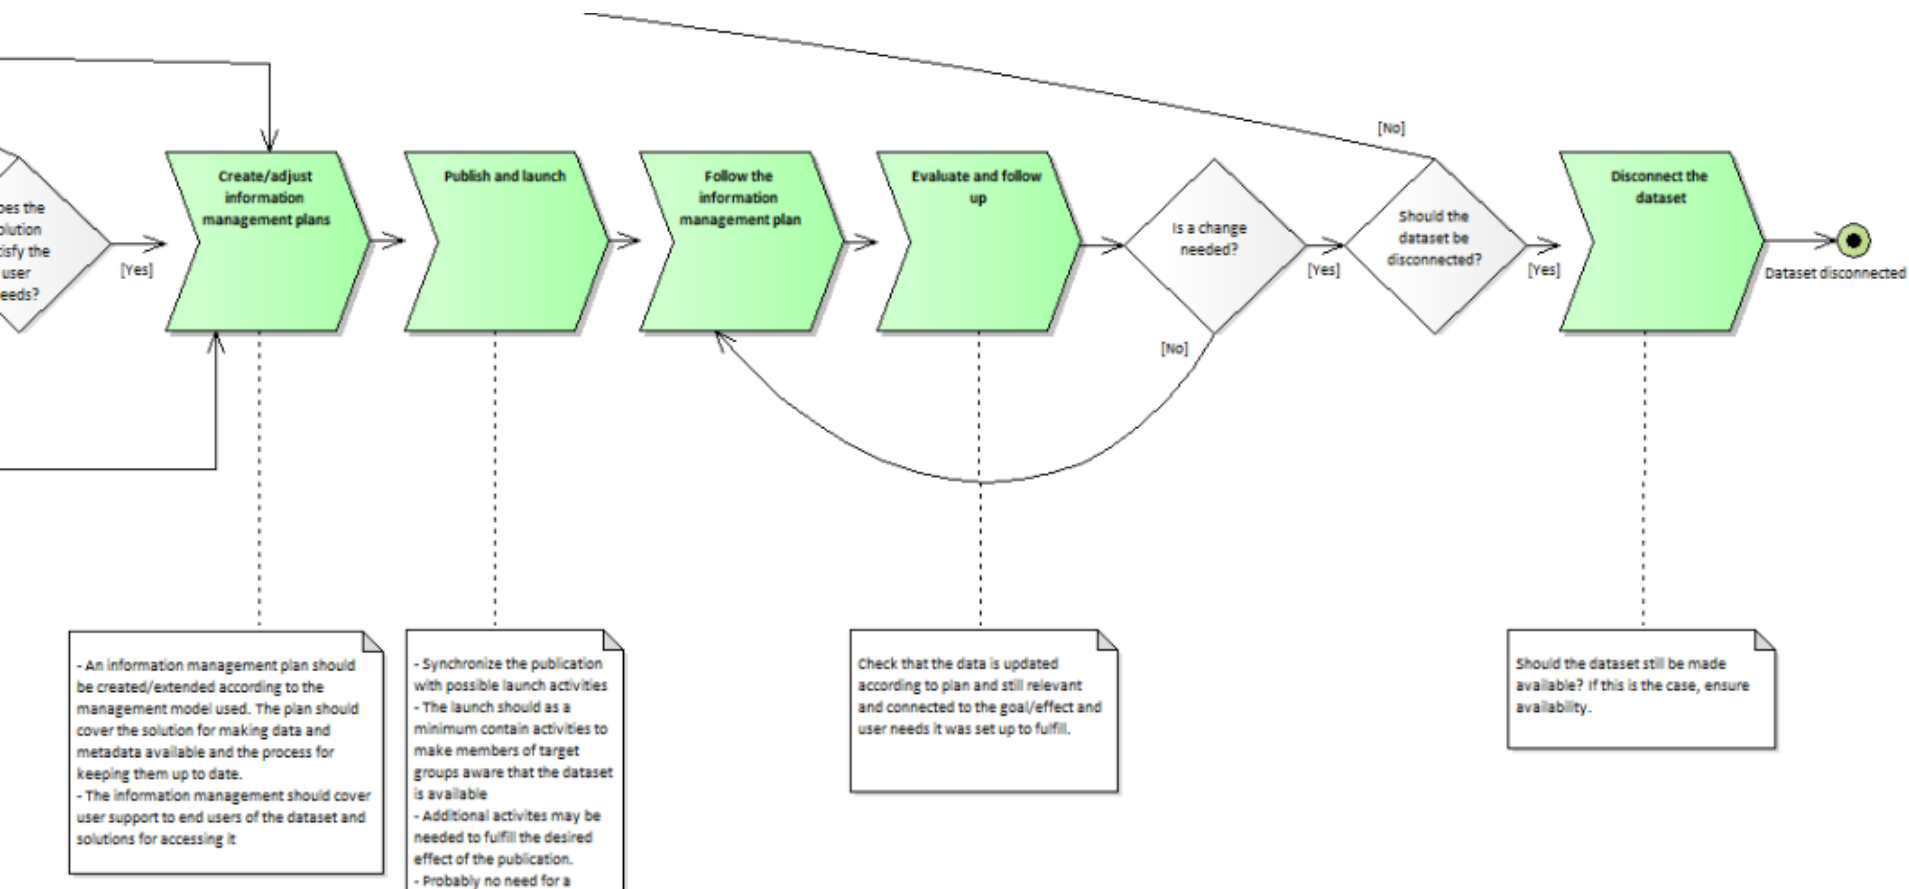 [No]
Create/adjust
information
management plans
Publish and launch
Follow the
information
management plan
Evaluate and follow
up
Disconnect the
dataset
the
user
Is a change
needed?
Should the
dataset be
disconnected?
[Yes]
[Yes]
[Yes]
Dataset disconnected
[No]
- An information management plan should
be created/extended according to the
management model used. The plan should
cover the solution for making data and
metadata available and the process for
keeping them up to date.
- The information management should cover
user support to end users of the dataset and
solutions for accessing it
- Synchronize the publication
with possible launch activities
- The launch should as a
minimum contain activities to
make members of target
groups aware that the dataset
is available
- Additional activites may be
needed to fulfill the desired
effect of the publication.
- Probably no need for a
Check that the data is updated
according to plan and still relevant
and connected to the goal/effect and
user needs it was set up to fulfill.
Should the dataset still be made
available? If this is the case, ensure
availability.